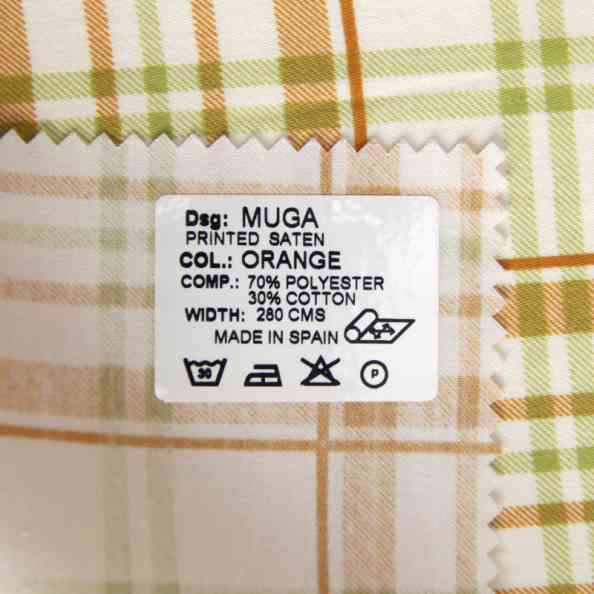 Dsg: MUGA
PRINTED SATEN
COL.: ORANGE
COMP.: 70% POLYESTER
30% COTTON
WIDTH: 280 CMS
MADE IN SPAIN
30 P